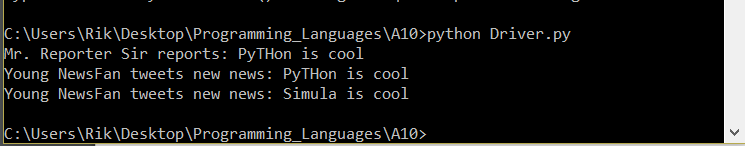 C:\Users\Rik\Desktop\Programming_Languages\A10>python Driver.py
Mr. Reporter Sir reports: PyTHon is cool
Young NewsFan tweets new news: PyTHon is cool
Young NewsFan tweets new news: Simula is cool
C:\Users\Rik\Desktop\Programming_Languages\A10>